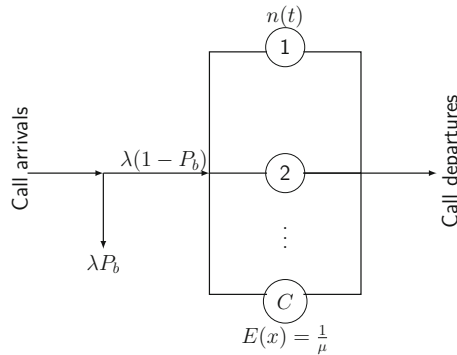 n(t)
1
Call arrivals
λ(1 − P_b)
2
Call departures
λP_b
⋮
C
E(x) = 1/μ